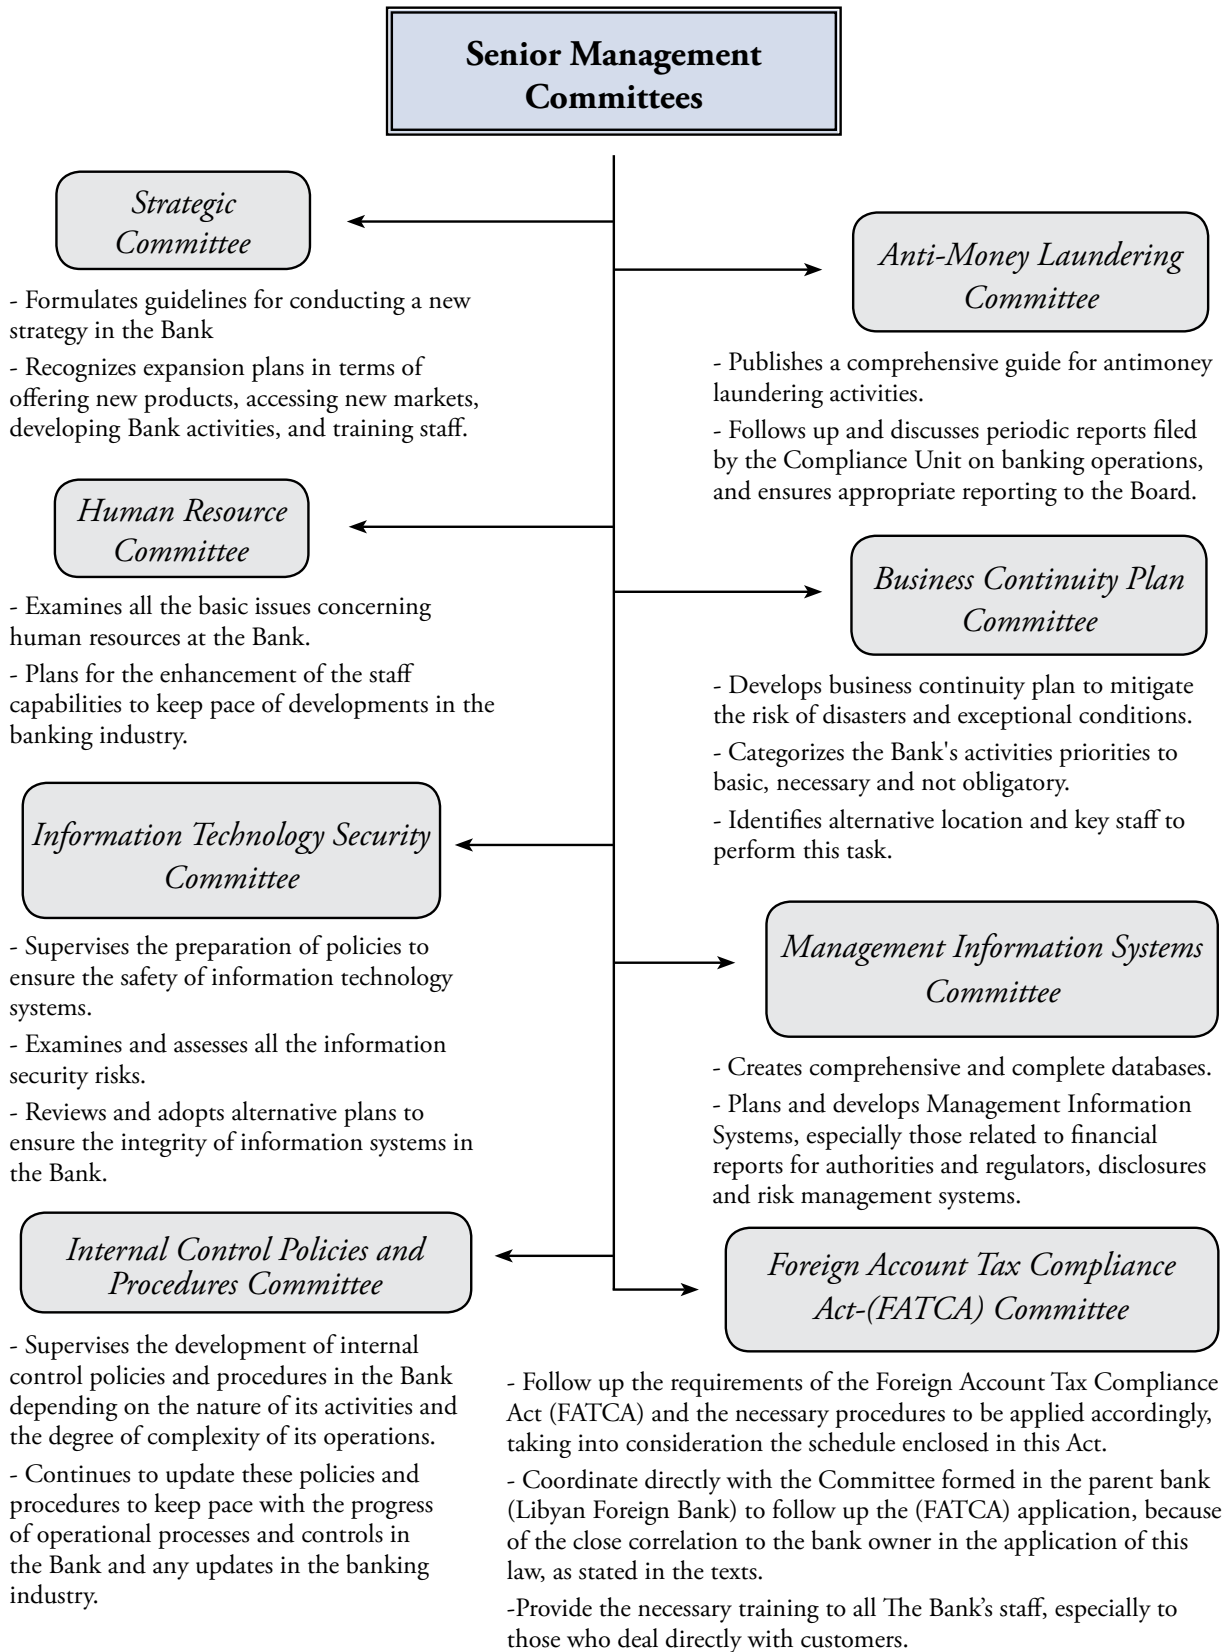 Senior Management
Committees
Strategic
Committee
- Formulates guidelines for conducting a new
strategy in the Bank
- Recognizes expansion plans in terms of
offering new products, accessing new markets,
developing Bank activities, and training staff.
Anti-Money Laundering
Committee
- Publishes a comprehensive guide for antimoney
laundering activities.
- Follows up and discusses periodic reports filed
by the Compliance Unit on banking operations,
and ensures appropriate reporting to the Board.
Human Resource
Committee
- Examines all the basic issues concerning
human resources at the Bank.
- Plans for the enhancement of the staff
capabilities to keep pace of developments in the
banking industry.
Business Continuity Plan
Committee
- Develops business continuity plan to mitigate
the risk of disasters and exceptional conditions.
- Categorizes the Bank's activities priorities to
basic, necessary and not obligatory.
- Identifies alternative location and key staff to
perform this task.
Information Technology Security
Committee
- Supervises the preparation of policies to
ensure the safety of information technology
systems.
- Examines and assesses all the information
security risks.
- Reviews and adopts alternative plans to
ensure the integrity of information systems in
the Bank.
Management Information Systems
Committee
- Creates comprehensive and complete databases.
- Plans and develops Management Information
Systems, especially those related to financial
reports for authorities and regulators, disclosures
and risk management systems.
Internal Control Policies and
Procedures Committee
- Supervises the development of internal
control policies and procedures in the Bank
depending on the nature of its activities and
the degree of complexity of its operations.
- Continues to update these policies and
procedures to keep pace with the progress
of operational processes and controls in
the Bank and any updates in the banking
industry.
Foreign Account Tax Compliance
Act-(FATCA) Committee
- Follow up the requirements of the Foreign Account Tax Compliance
Act (FATCA) and the necessary procedures to be applied accordingly,
taking into consideration the schedule enclosed in this Act.
- Coordinate directly with the Committee formed in the parent bank
(Libyan Foreign Bank) to follow up the (FATCA) application, because
of the close correlation to the bank owner in the application of this
law, as stated in the texts.
-Provide the necessary training to all The Bank’s staff, especially to
those who deal directly with customers.